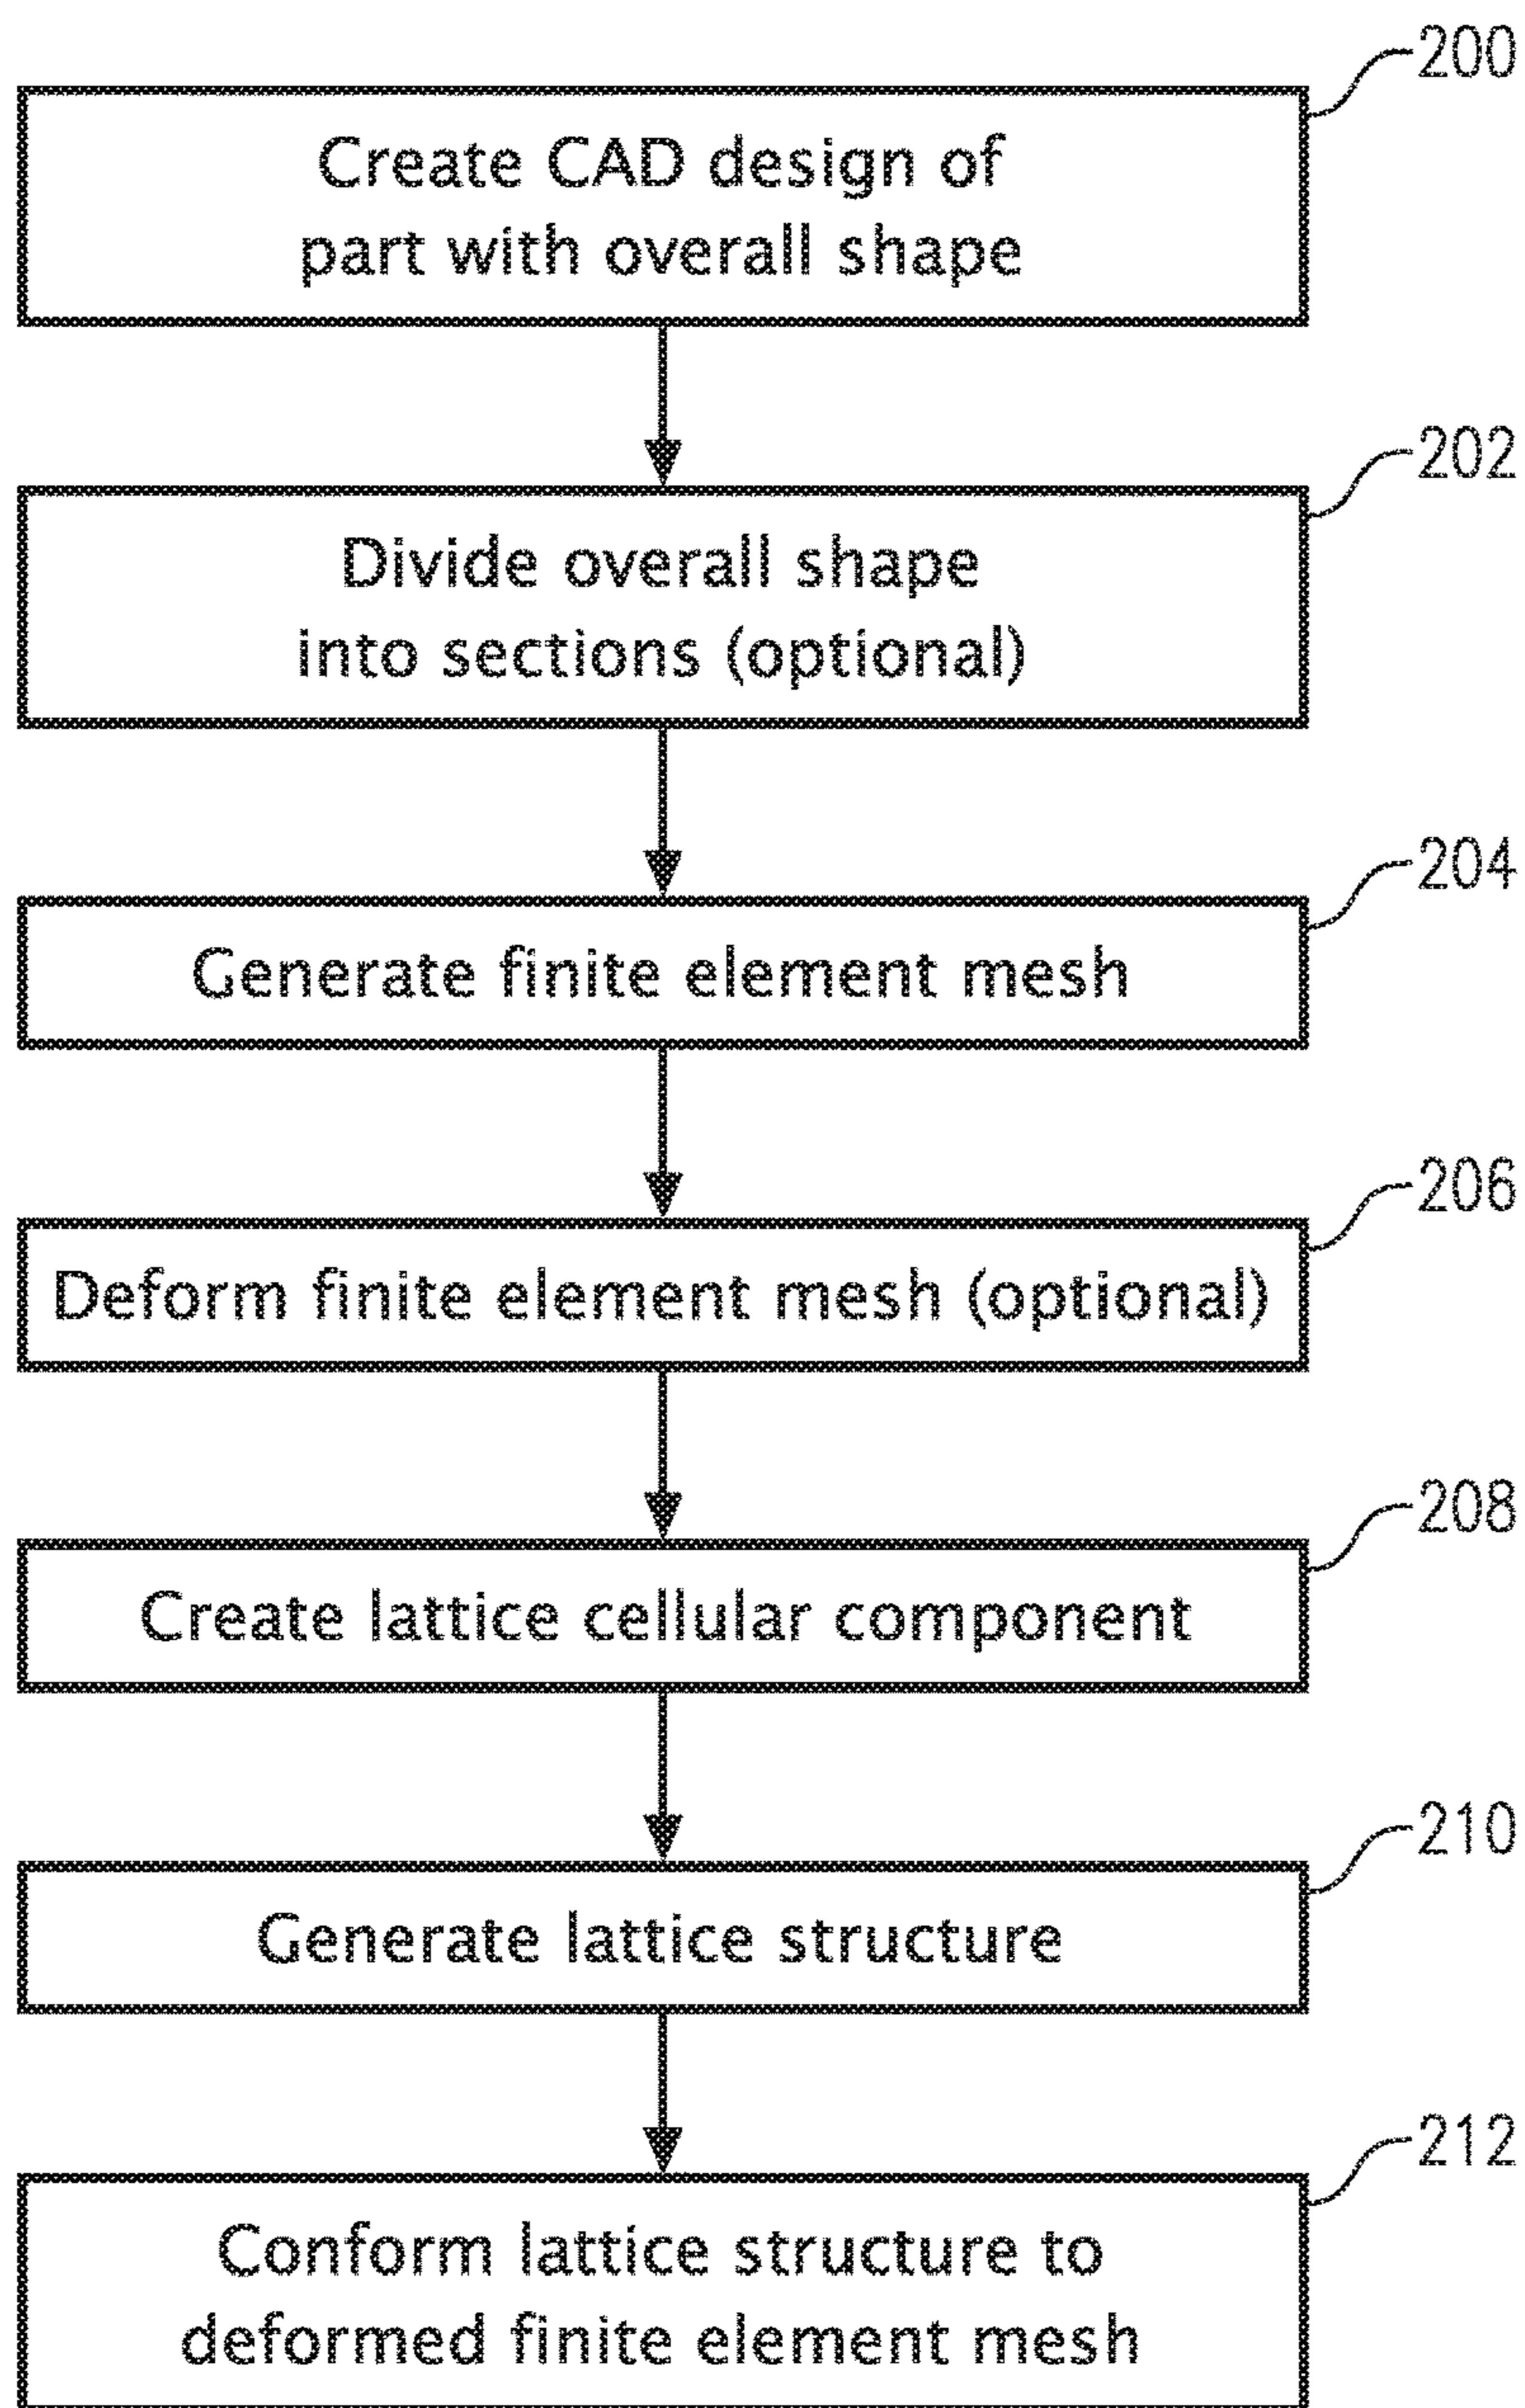 200
Create CAD design of
part with overall shape
202
Divide overall shape
into sections (optional)
204
Generate finite element mesh
206
Deform finite element mesh (optional)
208
Create lattice cellular component
210
Generate lattice structure
212
Conform lattice structure to
deformed finite element mesh